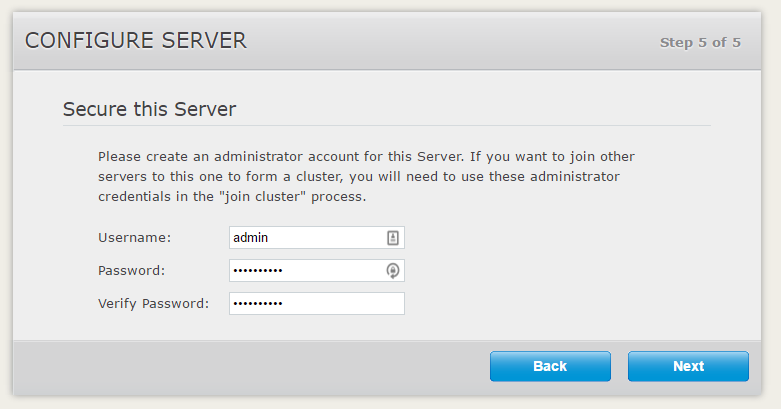 CONFIGURE SERVER
Step 5 of 5
Secure this Server
Please create an administrator account for this Server. If you want to join other
servers to this one to form a cluster, you will need to use these administrator
credentials in the "join cluster" process.
Username: admin
Password: ••••••••••
Verify Password: ••••••••••
Back Next